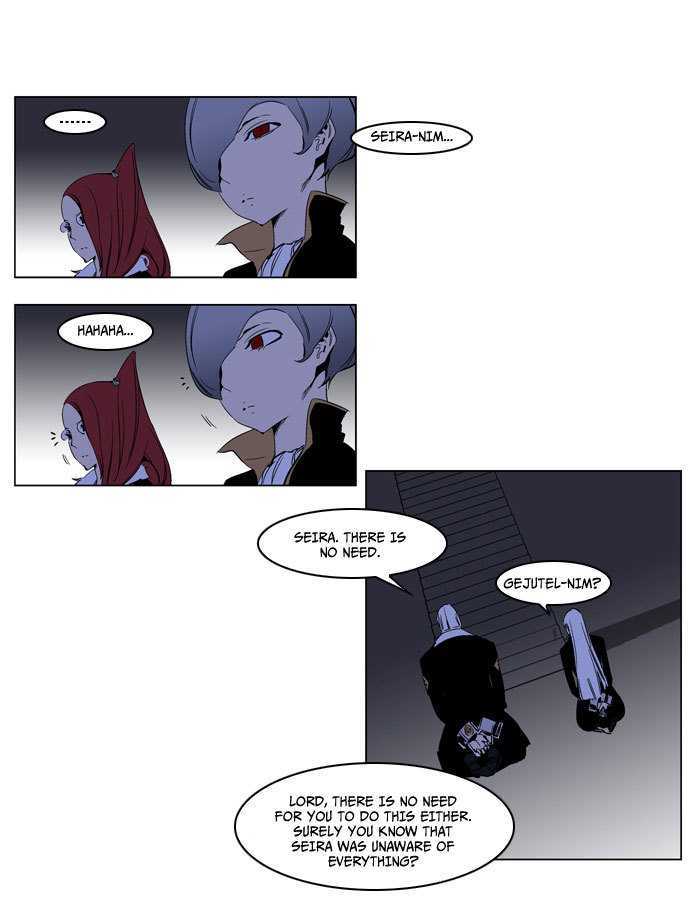 ......
SEIRA-NIM...
HAHAHA...
SEIRA. THERE IS
NO NEED.
GEJUTEL-NIM?
LORD, THERE IS NO NEED
FOR YOU TO DO THIS EITHER.
SURELY YOU KNOW THAT
SEIRA WAS UNAWARE OF
EVERYTHING?